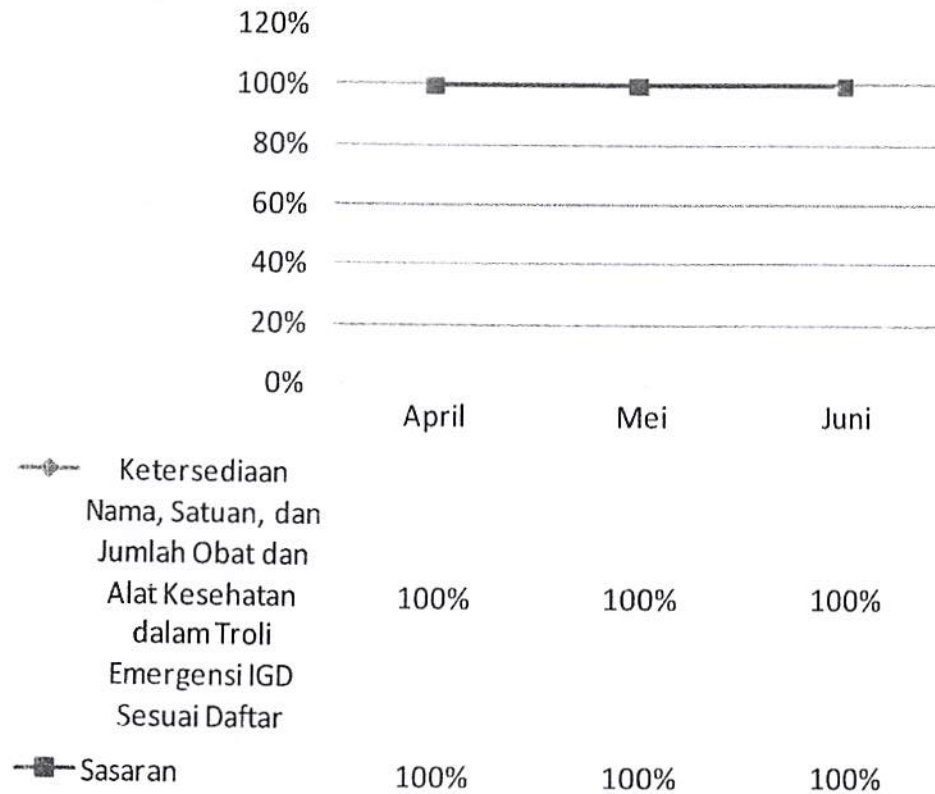 120%
100%
80%
60%
40%
20%
0%
April Mei Juni
Ketersediaan
Nama, Satuan, dan
Jumlah Obat dan
Alat Kesehatan 100% 100% 100%
dalam Troli
Emergensi IGD
Sesuai Daftar
Sasaran 100% 100% 100%